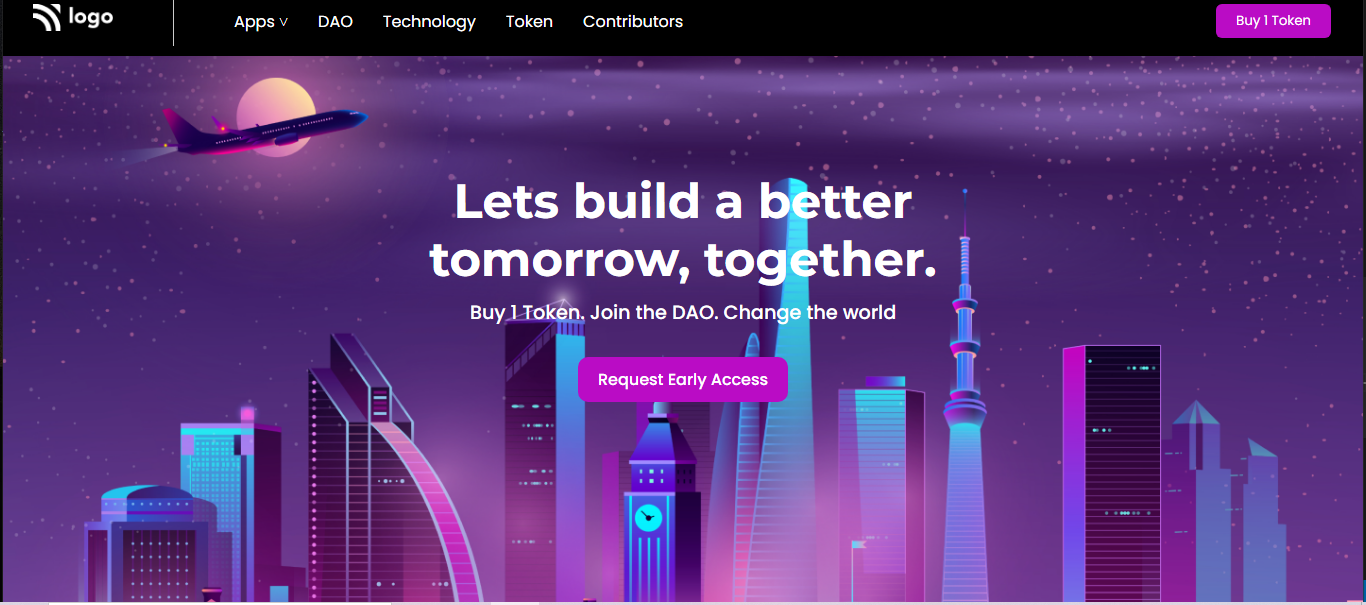 logo
Apps ˅ DAO Technology Token Contributors
Buy 1 Token
Lets build a better
tomorrow, together.
Buy 1 Token. Join the DAO. Change the world
Request Early Access